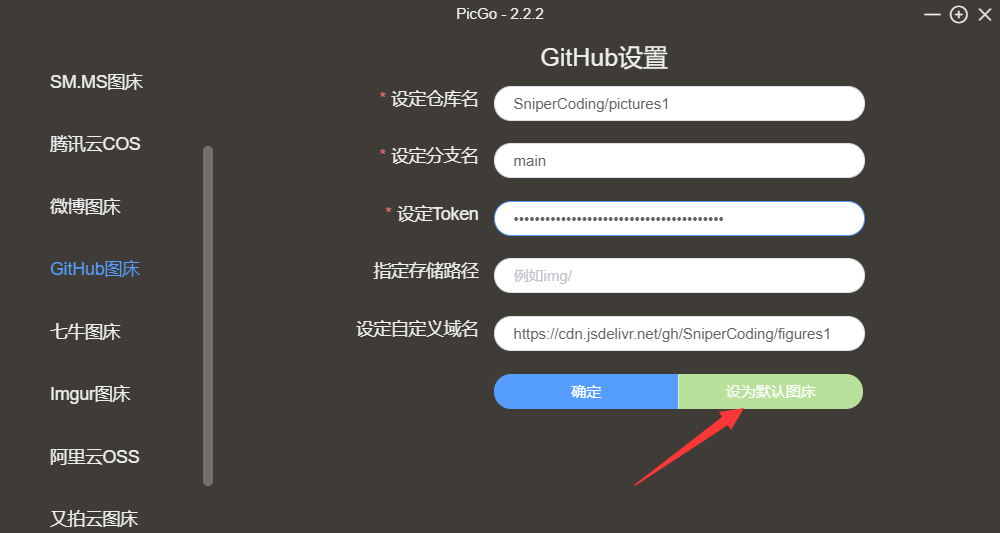 PicGo - 2.2.2
SM.MS图床
腾讯云COS
微博图床
GitHub图床
七牛图床
Imgur图床
阿里云OSS
又拍云图床
GitHub设置
* 设定仓库名
SniperCoding/pictures1
* 设定分支名
main
* 设定Token
指定存储路径
例如img/
设定自定义域名
https://cdn.jsdelivr.net/gh/SniperCoding/figures1
确定
设为默认图床